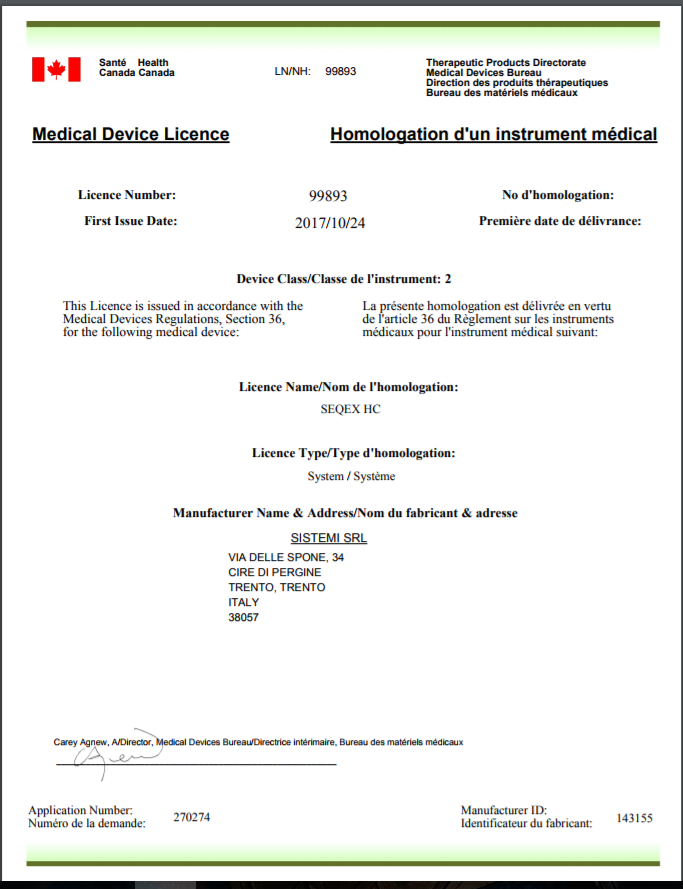 Santé Health
Canada Canada
LN/NH: 99893
Therapeutic Products Directorate
Medical Devices Bureau
Direction des produits thérapeutiques
Bureau des matériels médicaux
Medical Device Licence
Homologation d'un instrument médical
Licence Number: 99893 No d'homologation:
First Issue Date: 2017/10/24 Première date de délivrance:
Device Class/Classe de l'instrument: 2
This Licence is issued in accordance with the
Medical Devices Regulations, Section 36,
for the following medical device:
La présente homologation est délivrée en vertu
de l'article 36 du Règlement sur les instruments
médicaux pour l'instrument médical suivant:
Licence Name/Nom de l'homologation:
SEQEX HC
Licence Type/Type d'homologation:
System / Système
Manufacturer Name & Address/Nom du fabricant & adresse
SISTEMI SRL
VIA DELLE SPONE, 34
CIRE DI PERGINE
TRENTO, TRENTO
ITALY
38057
Carey Agnew, A/Director, Medical Devices Bureau/Directrice intérimaire, Bureau des matériels médicaux
Application Number:
Numéro de la demande: 270274
Manufacturer ID:
Identificateur du fabricant: 143155